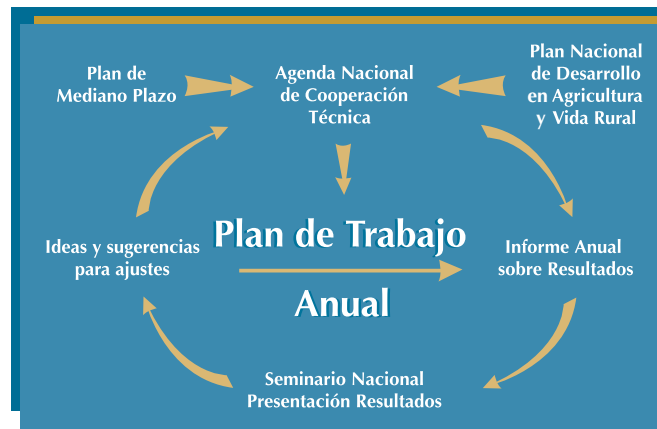 Plan de
Mediano Plazo
Agenda Nacional
de Cooperación
Técnica
Plan Nacional
de Desarrollo
en Agricultura
y Vida Rural
Ideas y sugerencias
para ajustes
Plan de Trabajo
Anual
Informe Anual
sobre Resultados
Seminario Nacional
Presentación Resultados